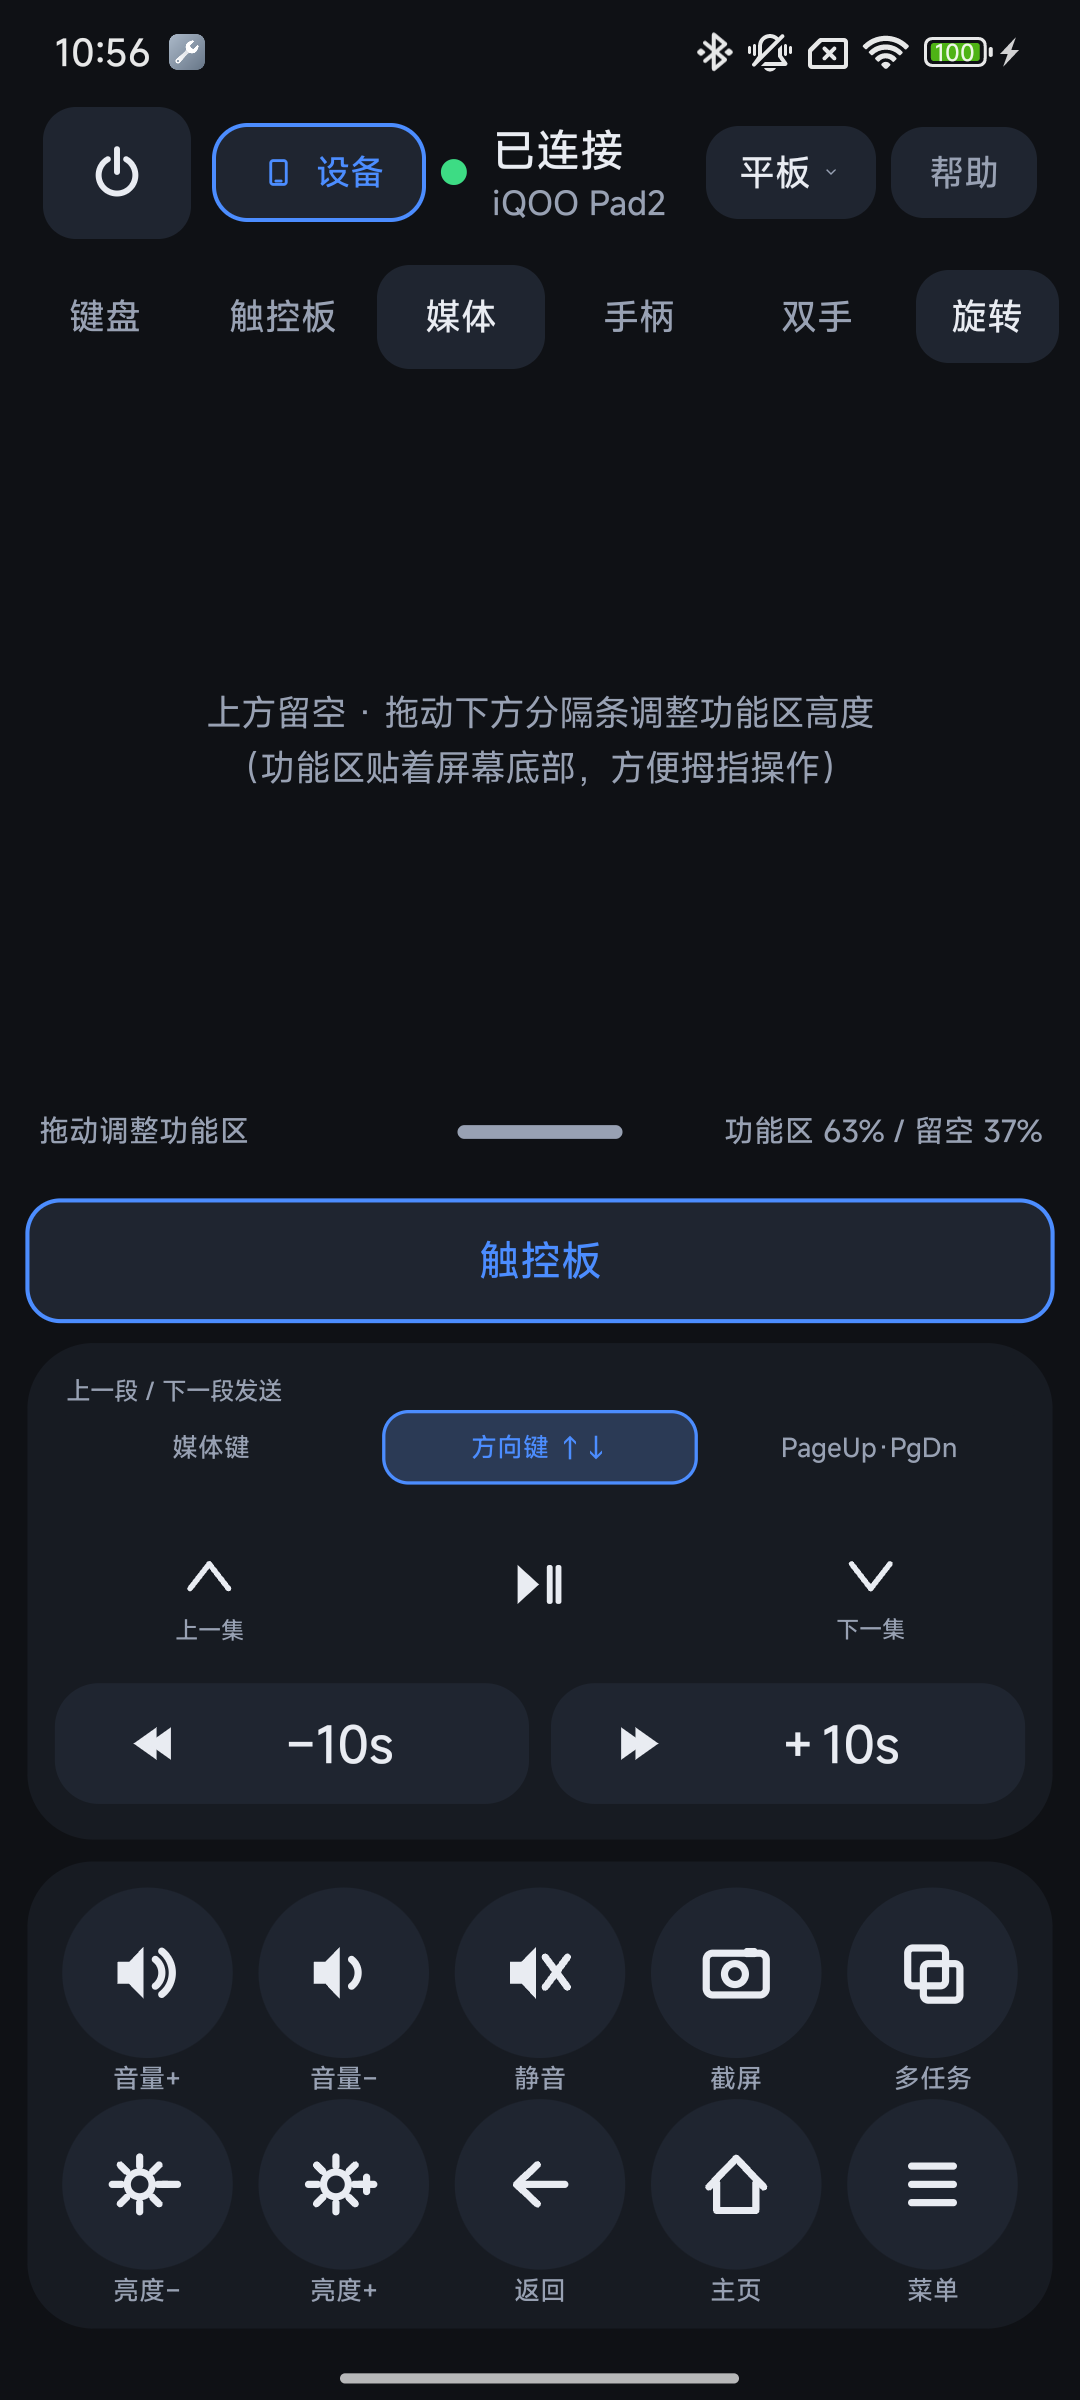 10:56
100
设备
已连接
iQOO Pad2
平板
帮助
键盘
触控板
媒体
手柄
双手
旋转
上方留空 · 拖动下方分隔条调整功能区高度
（功能区贴着屏幕底部，方便拇指操作）
拖动调整功能区
功能区 63% / 留空 37%
触控板
上一段 / 下一段发送
媒体键
方向键 ↑↓
PageUp·PgDn
上一集
下一集
−10s
+10s
音量+
音量−
静音
截屏
多任务
亮度−
亮度+
返回
主页
菜单